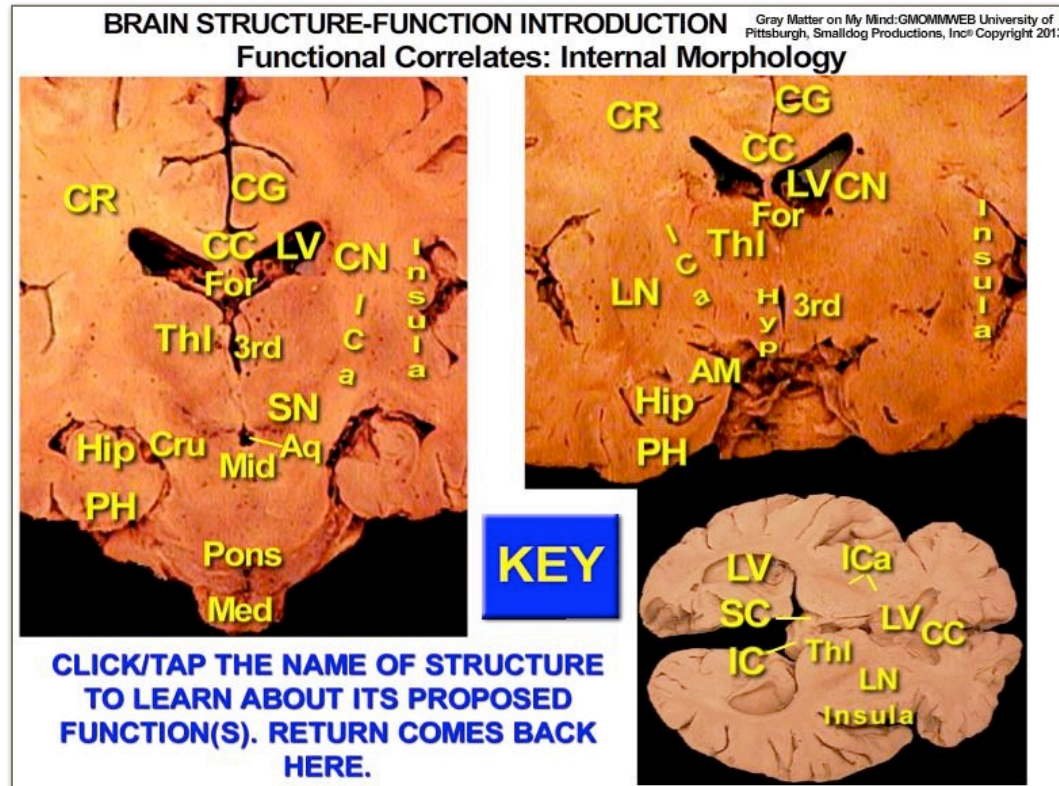 BRAIN STRUCTURE-FUNCTION INTRODUCTION
Gray Matter on My Mind:GMOMMWEB University of
Pittsburgh, Smalldog Productions, Inc® Copyright 2013
Functional Correlates: Internal Morphology
CR
CG
CC
LV
CN
Insula
For
ICa
Thl
3rd
SN
Hip
Cru
Aq
Mid
PH
Pons
Med
CR
CG
CC
LV
CN
For
Insula
ICa
Thl
LN
Hyp
3rd
AM
Hip
PH
KEY
LV
ICa
SC
LV
CC
IC
Thl
LN
Insula
CLICK/TAP THE NAME OF STRUCTURE
TO LEARN ABOUT ITS PROPOSED
FUNCTION(S). RETURN COMES BACK
HERE.